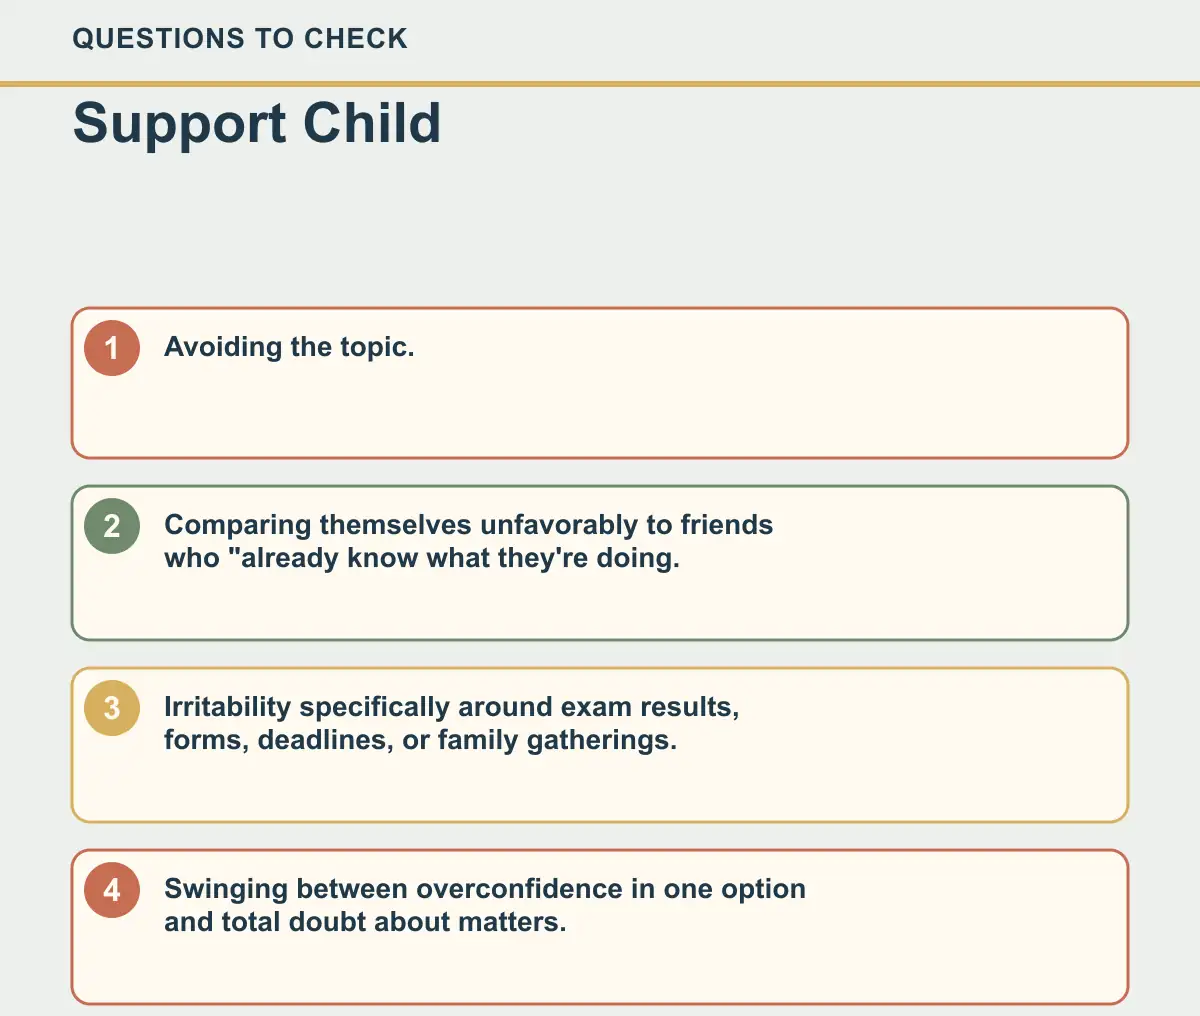 QUESTIONS TO CHECK
Support Child
1
Avoiding the topic.
2
Comparing themselves unfavorably to friends
who "already know what they're doing.
3
Irritability specifically around exam results,
forms, deadlines, or family gatherings.
4
Swinging between overconfidence in one option
and total doubt about matters.